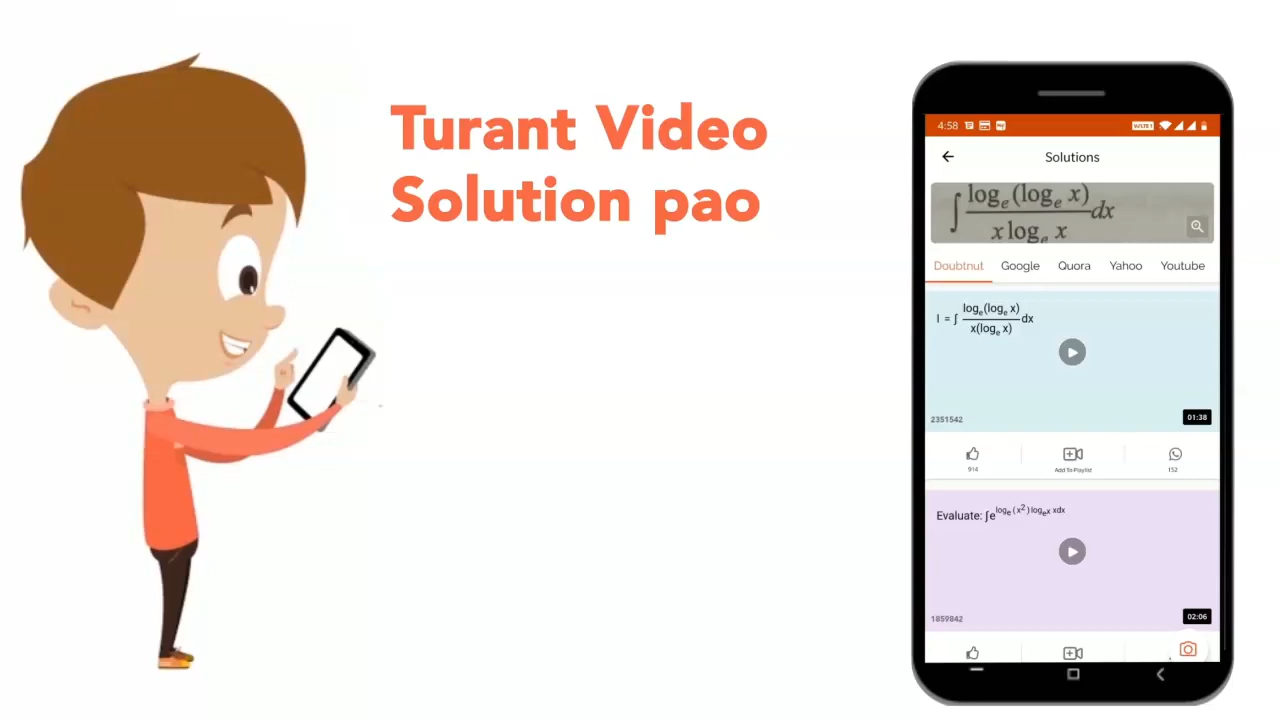 Turant Video
Solution pao
4:58
VoLTE1
Solutions
∫ logₑ(logₑ x) / x logₑ x dx
Doubtnut Google Quora Yahoo Youtube
I = ∫ logₑ(logₑ x) / x(logₑ x) dx
2351542
01:38
914 Add To Playlist 152
Evaluate: ∫e^logₑ(x²)logₑx xdx
1859842
02:06